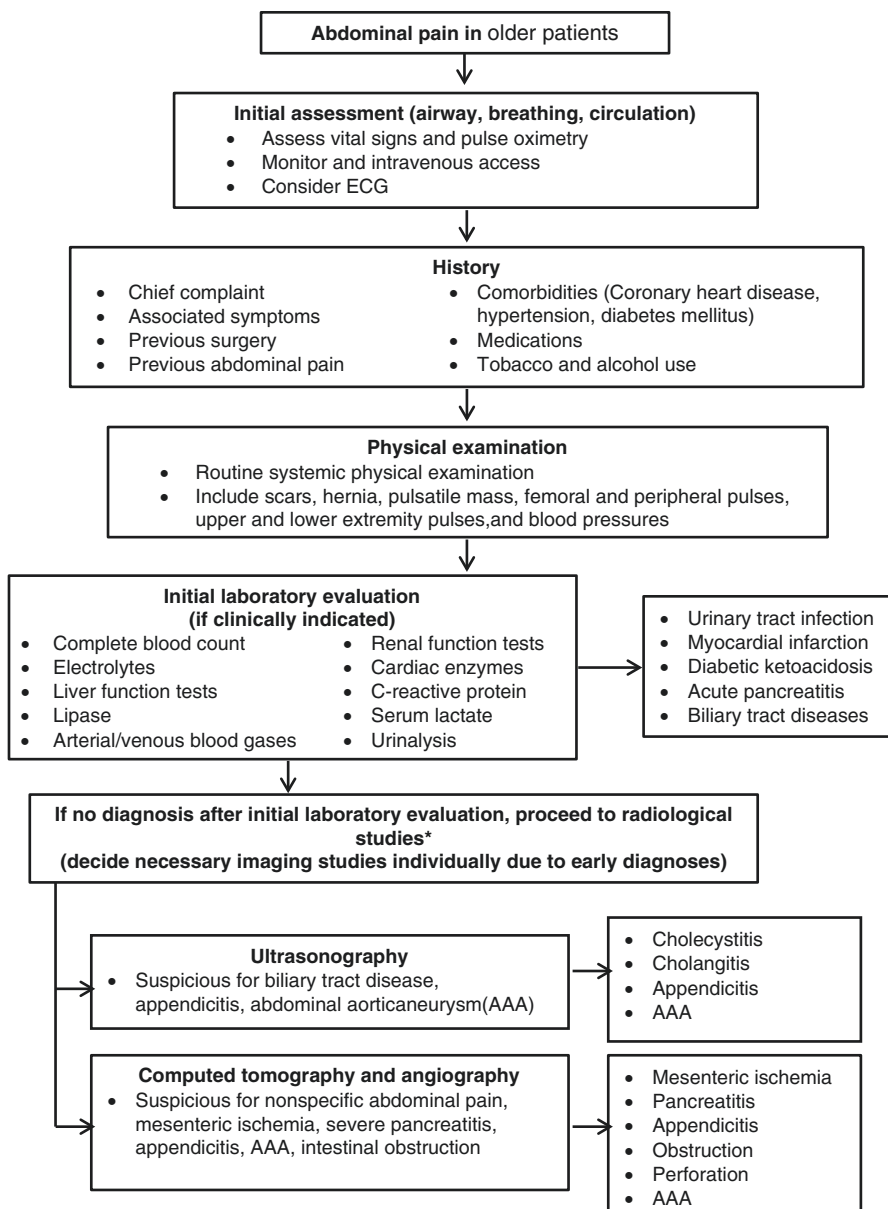 Abdominal pain in older patients
Initial assessment (airway, breathing, circulation)
• Assess vital signs and pulse oximetry
• Monitor and intravenous access
• Consider ECG
History
• Chief complaint
• Associated symptoms
• Previous surgery
• Previous abdominal pain
• Comorbidities (Coronary heart disease,
hypertension, diabetes mellitus)
• Medications
• Tobacco and alcohol use
Physical examination
• Routine systemic physical examination
• Include scars, hernia, pulsatile mass, femoral and peripheral pulses,
upper and lower extremity pulses,and blood pressures
Initial laboratory evaluation
(if clinically indicated)
• Complete blood count
• Electrolytes
• Liver function tests
• Lipase
• Arterial/venous blood gases
• Renal function tests
• Cardiac enzymes
• C-reactive protein
• Serum lactate
• Urinalysis
• Urinary tract infection
• Myocardial infarction
• Diabetic ketoacidosis
• Acute pancreatitis
• Biliary tract diseases
If no diagnosis after initial laboratory evaluation, proceed to radiological
studies*
(decide necessary imaging studies individually due to early diagnoses)
Ultrasonography
• Suspicious for biliary tract disease,
appendicitis, abdominal aorticaneurysm(AAA)
• Cholecystitis
• Cholangitis
• Appendicitis
• AAA
Computed tomography and angiography
• Suspicious for nonspecific abdominal pain,
mesenteric ischemia, severe pancreatitis,
appendicitis, AAA, intestinal obstruction
• Mesenteric ischemia
• Pancreatitis
• Appendicitis
• Obstruction
• Perforation
• AAA